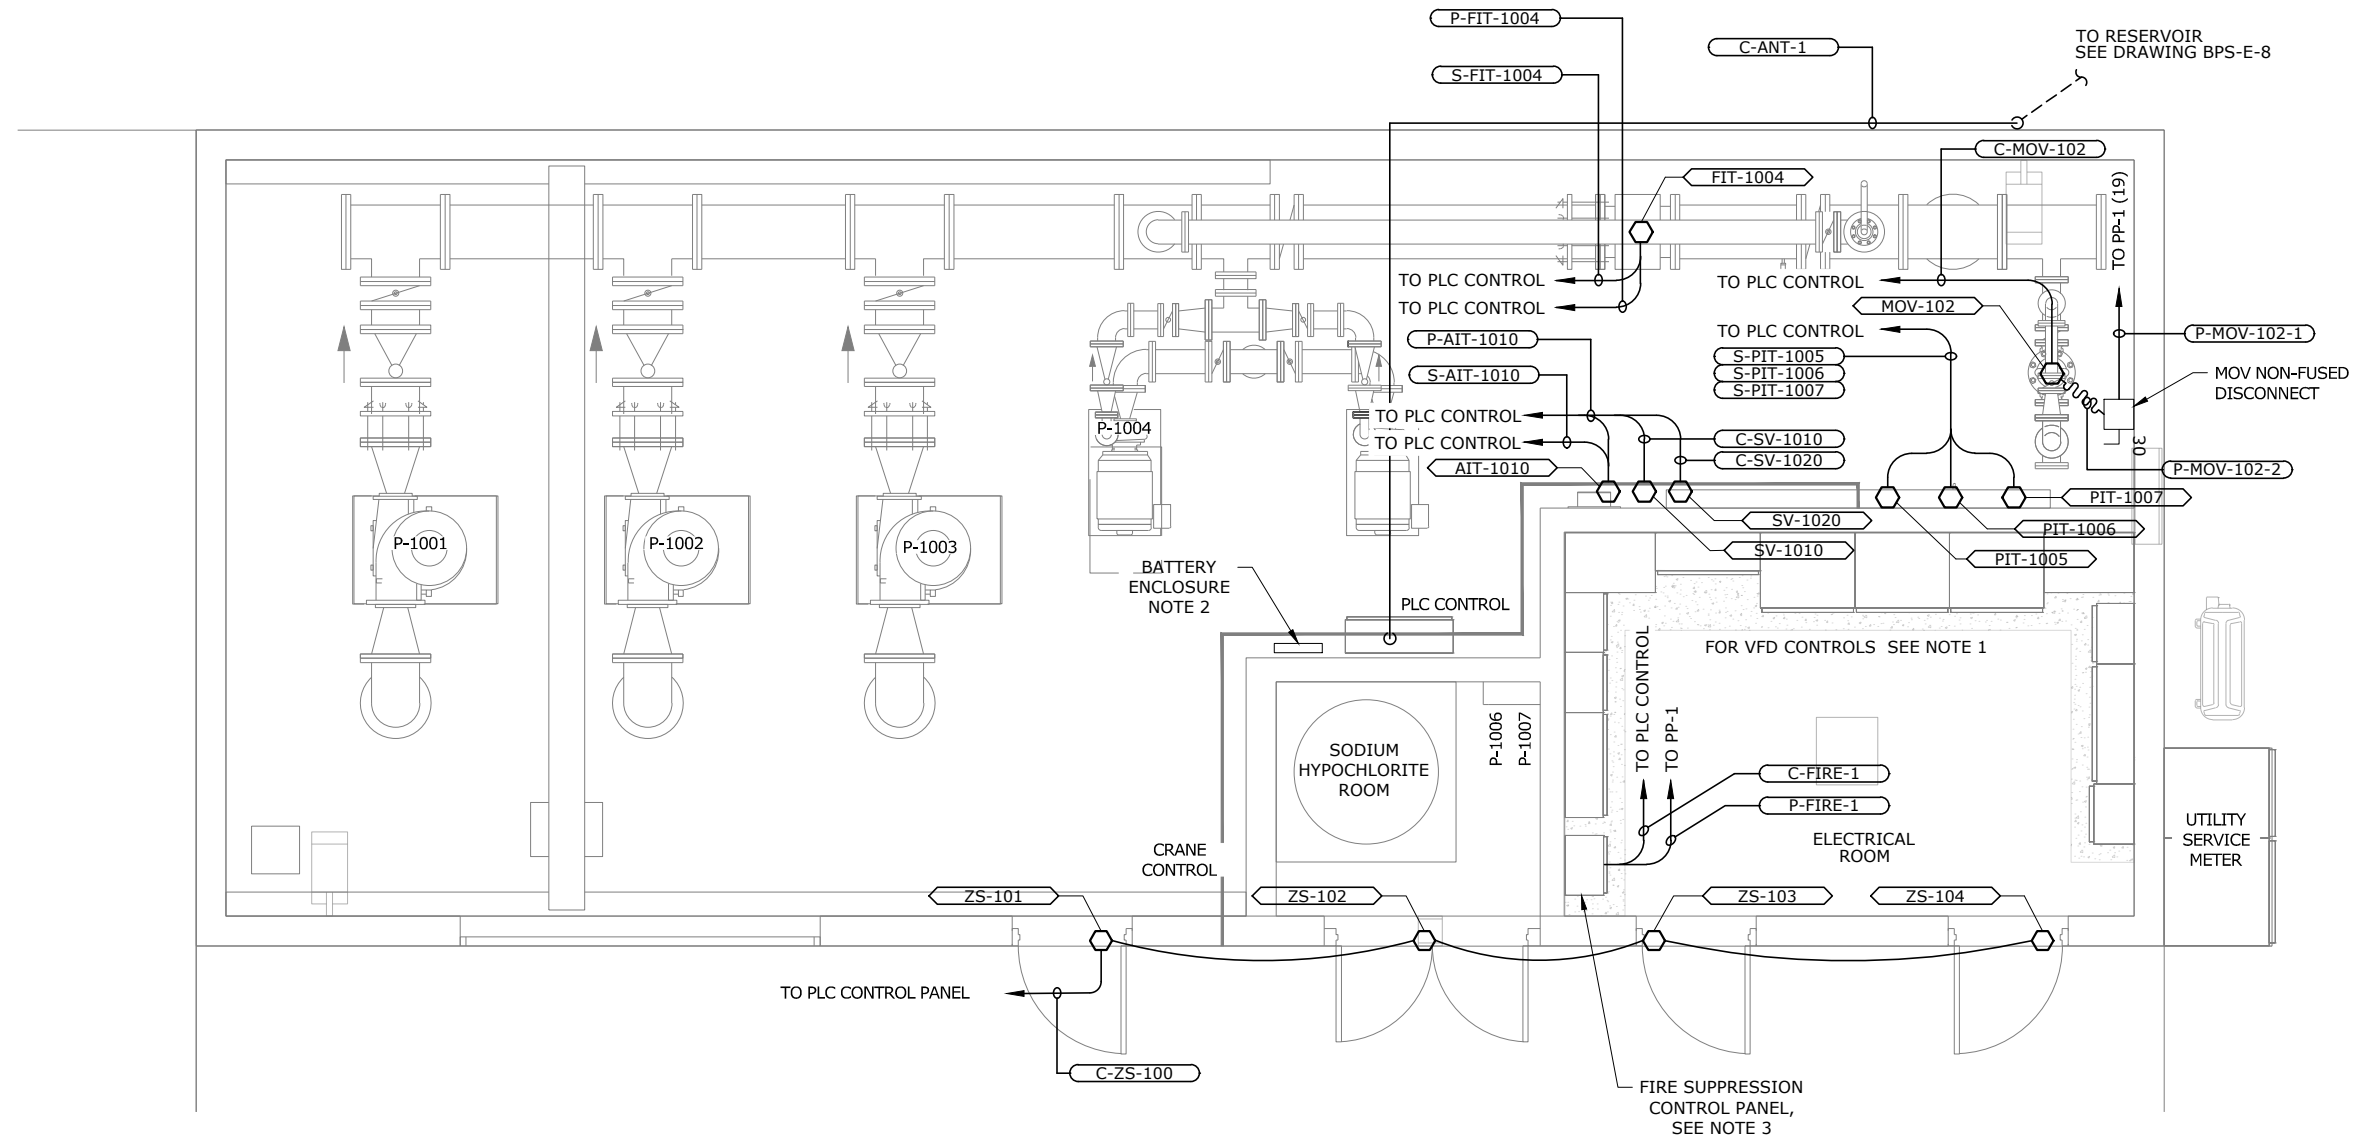 P-FIT-1004
C-ANT-1
TO RESERVOIR
SEE DRAWING BPS-E-8
S-FIT-1004
C-MOV-102
FIT-1004
TO PP-1 (19)
TO PLC CONTROL
TO PLC CONTROL
TO PLC CONTROL
MOV-102
TO PLC CONTROL
P-MOV-102-1
P-AIT-1010
S-PIT-1005
S-PIT-1006
S-PIT-1007
S-AIT-1010
MOV NON-FUSED
DISCONNECT
TO PLC CONTROL
TO PLC CONTROL
P-1004
C-SV-1010
C-SV-1020
30
P-MOV-102-2
AIT-1010
PIT-1007
SV-1020
PIT-1006
SV-1010
PIT-1005
P-1001
P-1002
P-1003
BATTERY
ENCLOSURE
NOTE 2
PLC CONTROL
FOR VFD CONTROLS SEE NOTE 1
TO PLC CONTROL
TO PP-1
P-1006
P-1007
SODIUM
HYPOCHLORITE
ROOM
C-FIRE-1
P-FIRE-1
ELECTRICAL
ROOM
UTILITY
SERVICE
METER
CRANE
CONTROL
ZS-101
ZS-102
ZS-103
ZS-104
TO PLC CONTROL PANEL
C-ZS-100
FIRE SUPPRESSION
CONTROL PANEL,
SEE NOTE 3